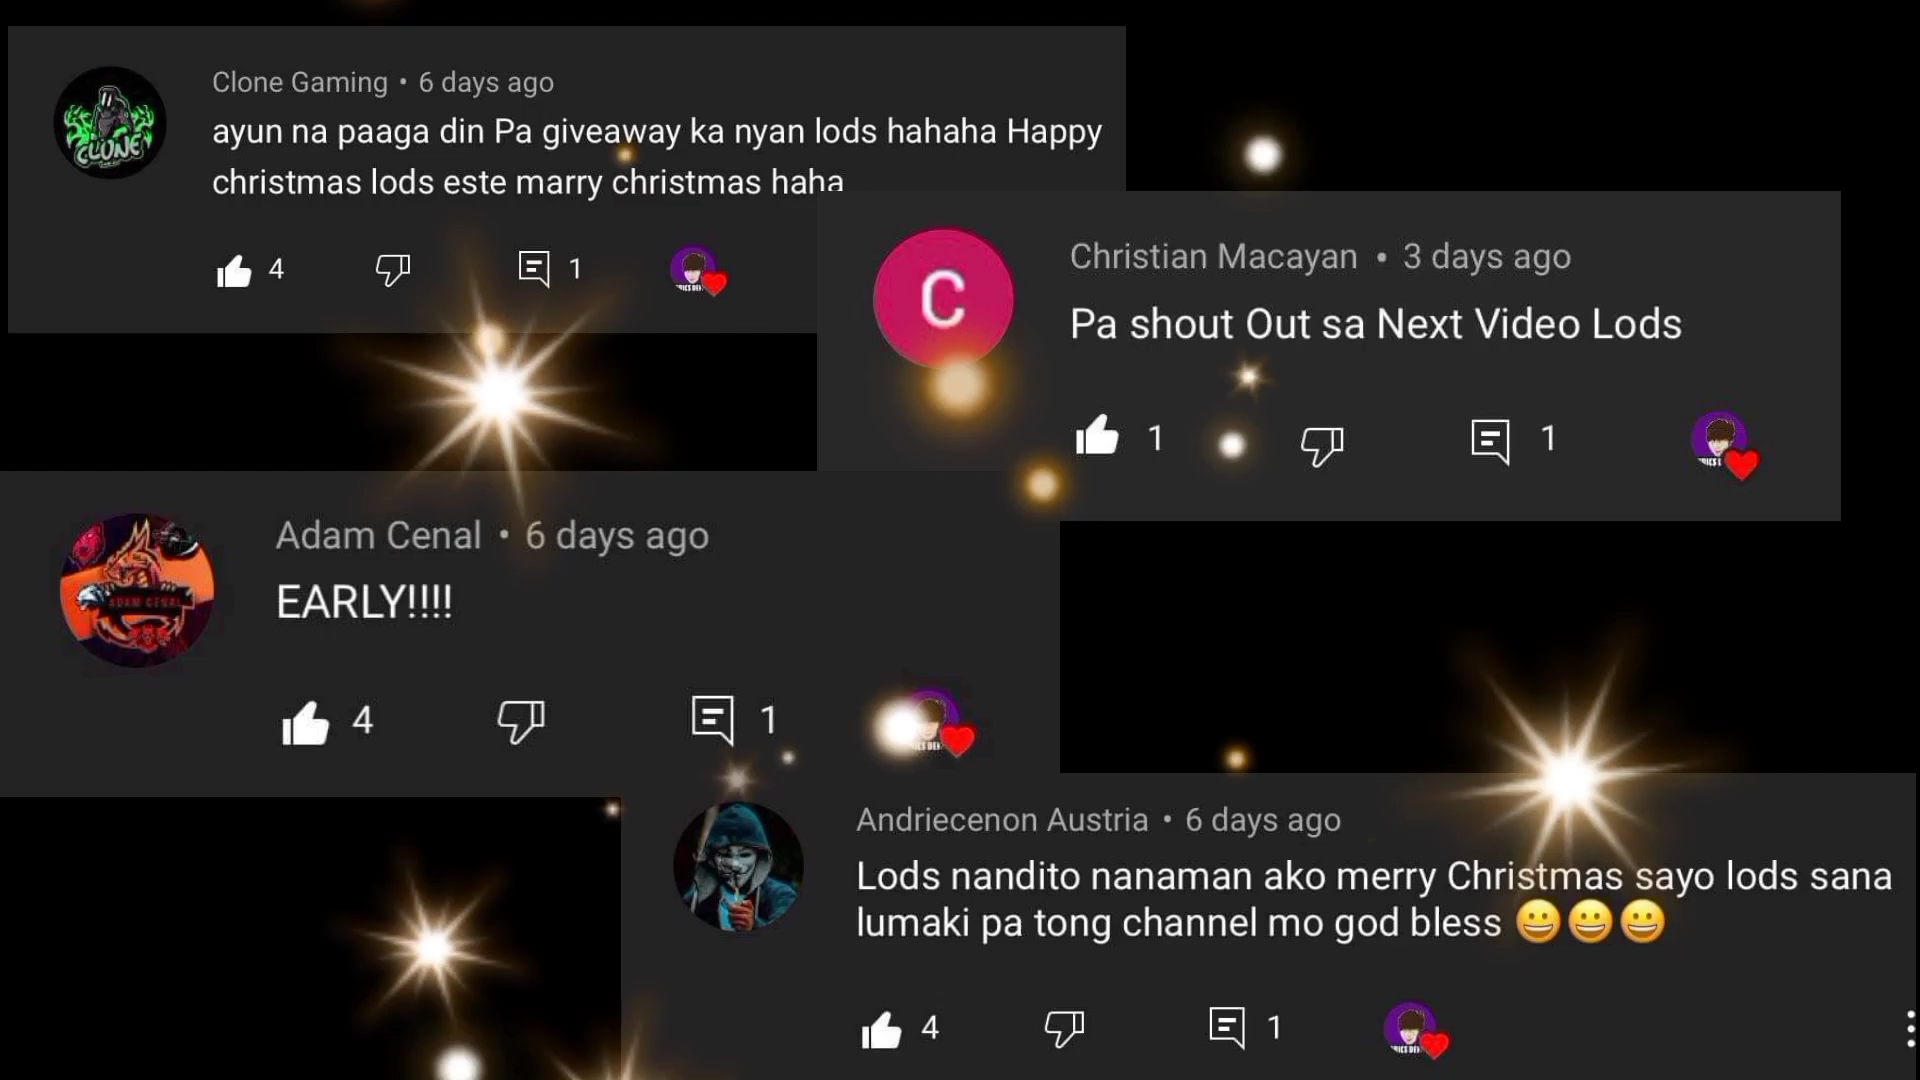 Clone Gaming • 6 days ago
ayun na paaga din Pa giveaway ka nyan lods hahaha Happy
christmas lods este marry christmas haha
4
1
CLONE
Christian Macayan • 3 days ago
C
Pa shout Out sa Next Video Lods
1
1
Adam Cenal • 6 days ago
ADAM CENAL
EARLY!!!!
4
1
Andriecenon Austria • 6 days ago
Lods nandito nanaman ako merry Christmas sayo lods sana
lumaki pa tong channel mo god bless 😀😀😀
4
1